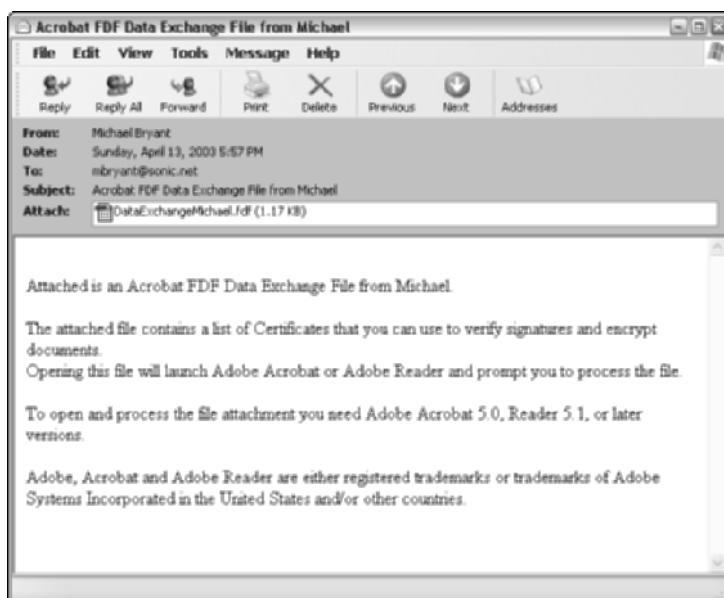 Acrobat FDF Data Exchange File from Michael
File Edit View Tools Message Help
Reply Reply All Forward Print Delete Previous Next Addresses
From: Michael Bryant
Date: Sunday, April 13, 2003 5:57 PM
To: mbryant@sonic.net
Subject: Acrobat FDF Data Exchange File from Michael
Attach: DataExchangeMichael.fdf (1.17 KB)
Attached is an Acrobat FDF Data Exchange File from Michael.
The attached file contains a list of Certificates that you can use to verify signatures and encrypt
documents.
Opening this file will launch Adobe Acrobat or Adobe Reader and prompt you to process the file.
To open and process the file attachment you need Adobe Acrobat 5.0, Reader 5.1, or later
versions.
Adobe, Acrobat and Adobe Reader are either registered trademarks or trademarks of Adobe
Systems Incorporated in the United States and/or other countries.